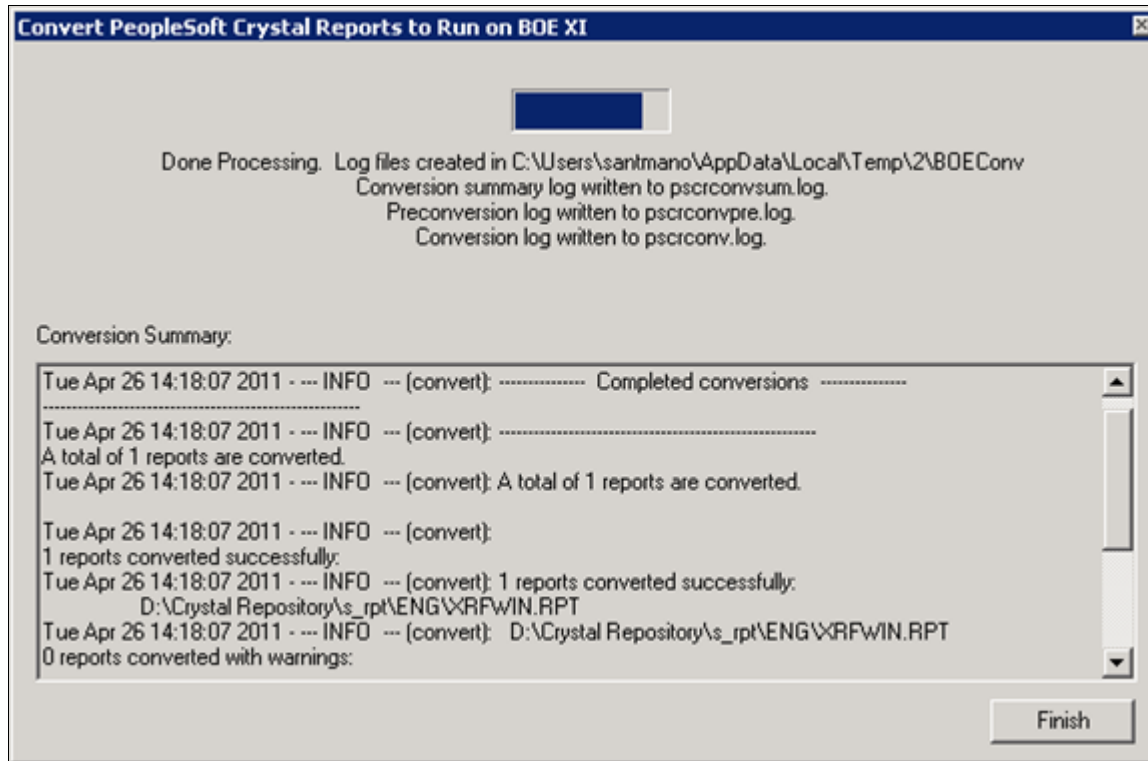 Convert PeopleSoft Crystal Reports to Run on BOE XI
Done Processing. Log files created in C:\Users\santmano\AppData\Local\Temp\2\BOEConv
Conversion summary log written to pscrconvsum.log.
Preconversion log written to pscrconvpre.log.
Conversion log written to pscrconv.log.
Conversion Summary:
Tue Apr 26 14:18:07 2011 - --- INFO --- (convert): --------------- Completed conversions ---------------
-------------------------------------------------------
Tue Apr 26 14:18:07 2011 - --- INFO --- (convert): -------------------------------------------------------
A total of 1 reports are converted.
Tue Apr 26 14:18:07 2011 - --- INFO --- (convert): A total of 1 reports are converted.
Tue Apr 26 14:18:07 2011 - --- INFO --- (convert):
1 reports converted successfully:
Tue Apr 26 14:18:07 2011 - --- INFO --- (convert): 1 reports converted successfully:
D:\Crystal Repository\s_rpt\ENG\XRFWIN.RPT
Tue Apr 26 14:18:07 2011 - --- INFO --- (convert): D:\Crystal Repository\s_rpt\ENG\XRFWIN.RPT
0 reports converted with warnings:
Finish